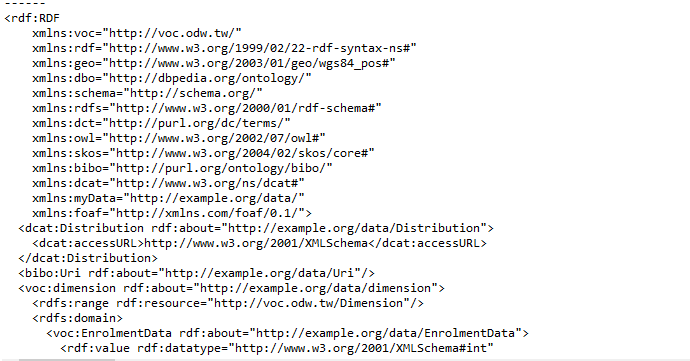 ------
<rdf:RDF
xmlns:voc="http://voc.odw.tw/"
xmlns:rdf="http://www.w3.org/1999/02/22-rdf-syntax-ns#"
xmlns:geo="http://www.w3.org/2003/01/geo/wgs84_pos#"
xmlns:dbo="http://dbpedia.org/ontology/"
xmlns:schema="http://schema.org/"
xmlns:rdfs="http://www.w3.org/2000/01/rdf-schema#"
xmlns:dct="http://purl.org/dc/terms/"
xmlns:owl="http://www.w3.org/2002/07/owl#"
xmlns:skos="http://www.w3.org/2004/02/skos/core#"
xmlns:bibo="http://purl.org/ontology/bibo/"
xmlns:dcat="http://www.w3.org/ns/dcat#"
xmlns:myData="http://example.org/data/"
xmlns:foaf="http://xmlns.com/foaf/0.1/">
<dcat:Distribution rdf:about="http://example.org/data/Distribution">
<dcat:accessURL>http://www.w3.org/2001/XMLSchema</dcat:accessURL>
</dcat:Distribution>
<bibo:Uri rdf:about="http://example.org/data/Uri"/>
<voc:dimension rdf:about="http://example.org/data/dimension">
<rdfs:range rdf:resource="http://voc.odw.tw/Dimension"/>
<rdfs:domain>
<voc:EnrolmentData rdf:about="http://example.org/data/EnrolmentData">
<rdf:value rdf:datatype="http://www.w3.org/2001/XMLSchema#int"